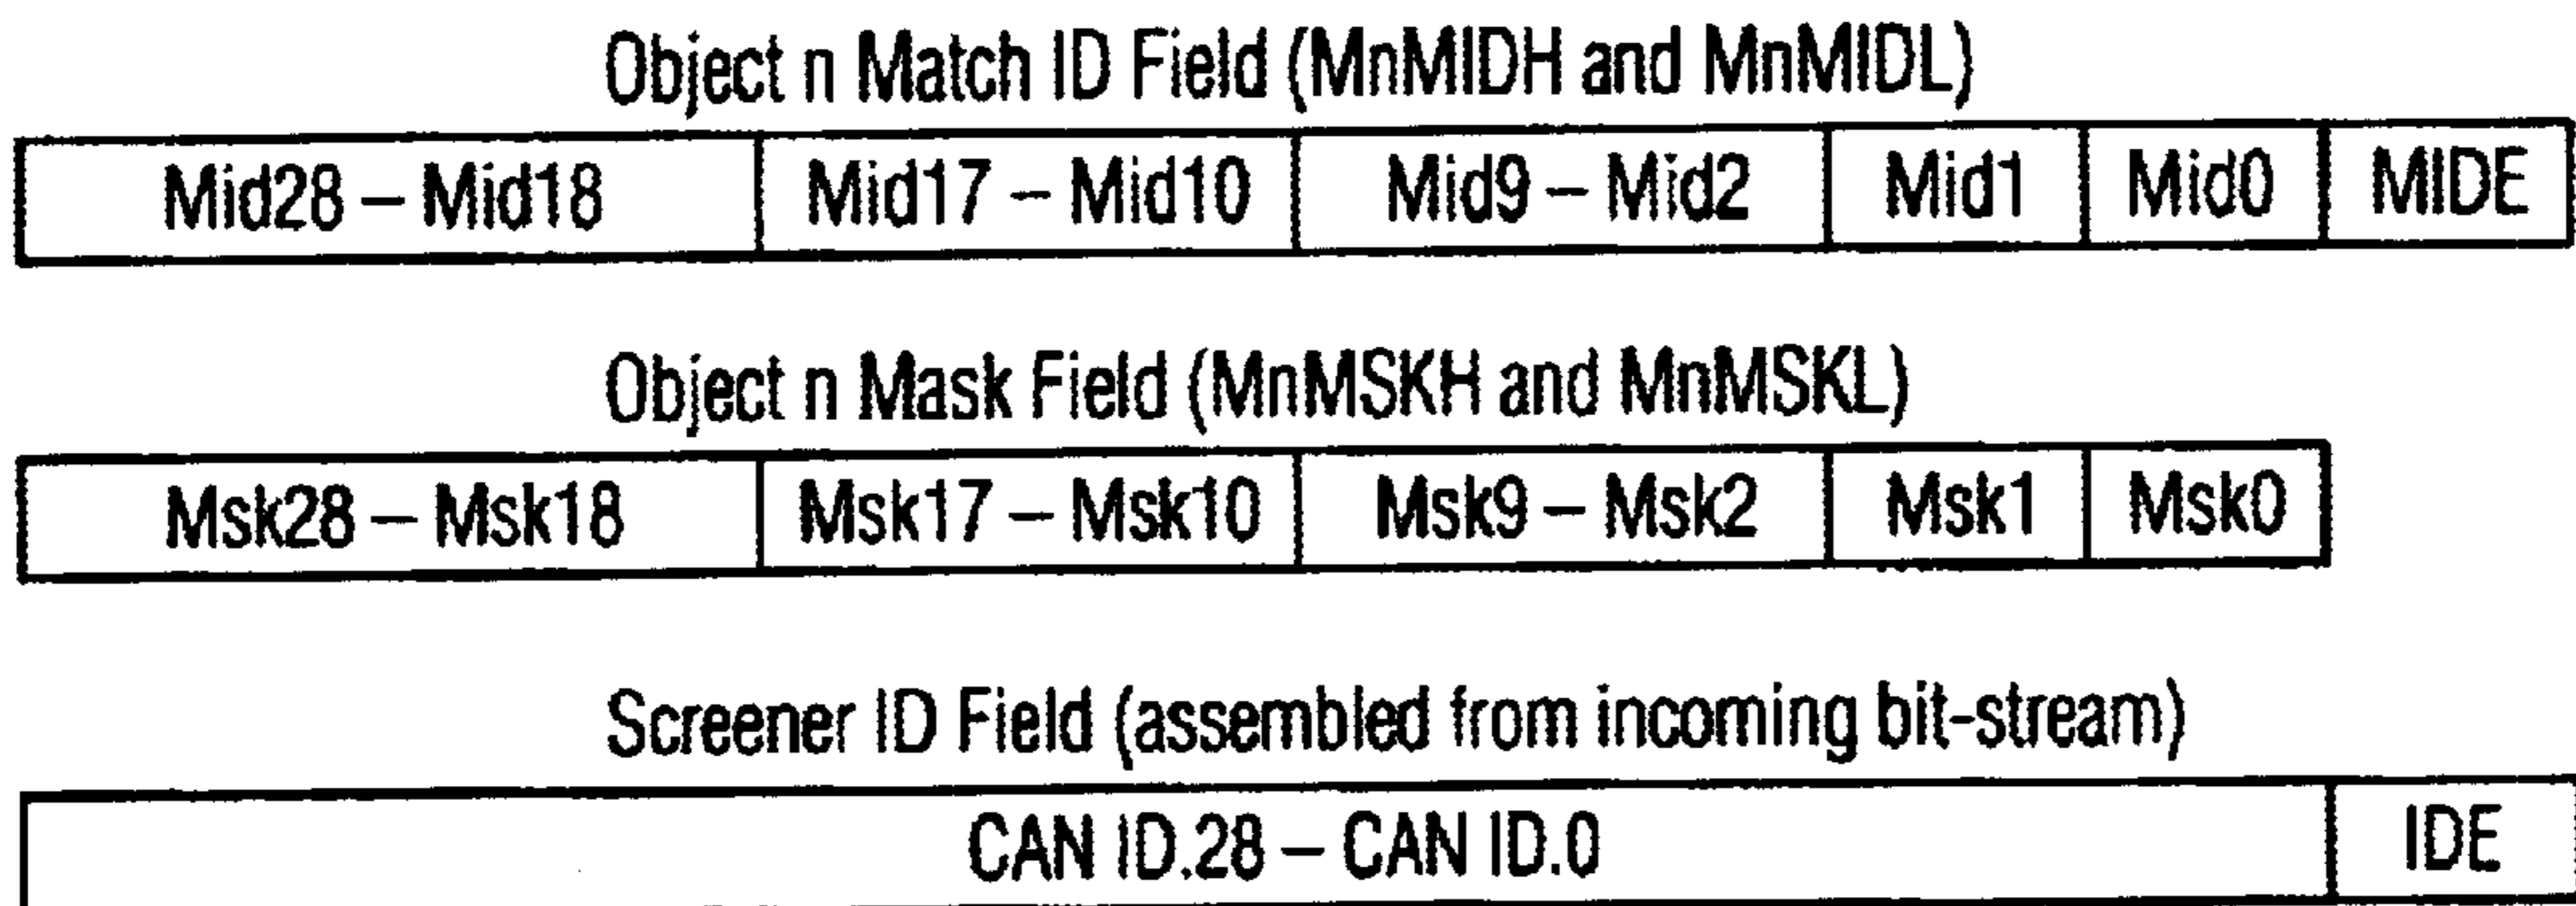 Object n Match ID Field (MnMIDH and MnMIDL)
Mid28 – Mid18 Mid17 – Mid10 Mid9 – Mid2 Mid1 Mid0 MIDE
Object n Mask Field (MnMSKH and MnMSKL)
Msk28 – Msk18 Msk17 – Msk10 Msk9 – Msk2 Msk1 Msk0
Screener ID Field (assembled from incoming bit-stream)
CAN ID.28 – CAN ID.0 IDE